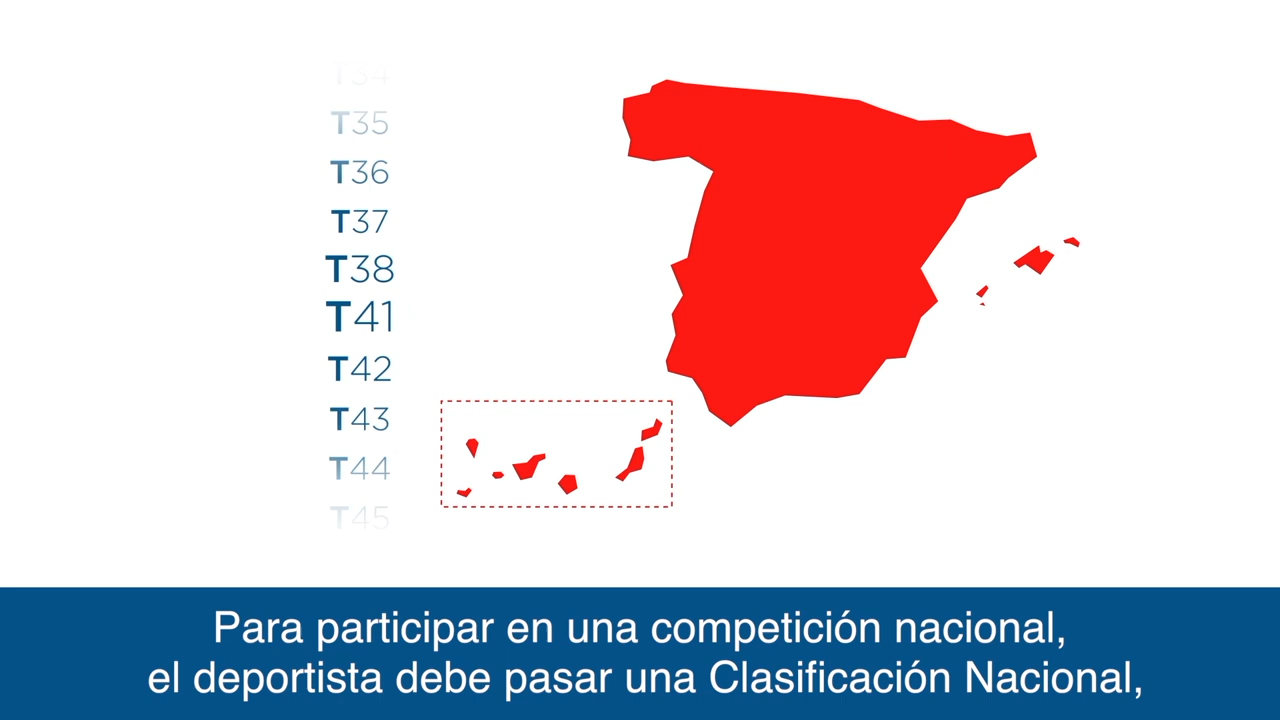 T34
T35
T36
T37
T38
T41
T42
T43
T44
T45
Para participar en una competición nacional,
el deportista debe pasar una Clasificación Nacional,